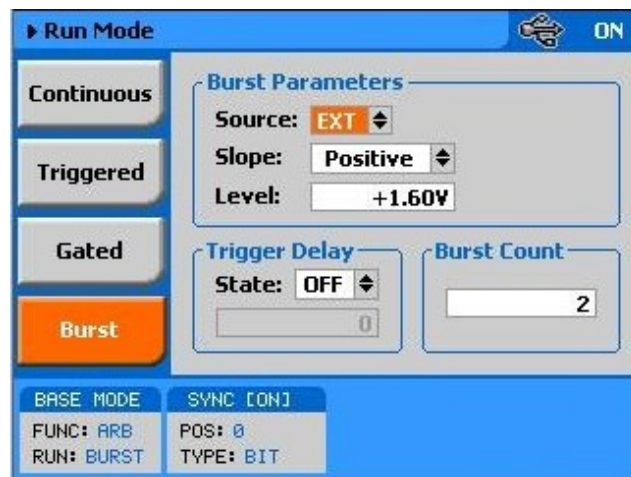 Run Mode ON
Continuous
Triggered
Gated
Burst
Burst Parameters
Source: EXT
Slope: Positive
Level: +1.60V
Trigger Delay
State: OFF
0
Burst Count
2
BASE MODE
FUNC: ARB
RUN: BURST
SYNC [ON]
POS: 0
TYPE: BIT